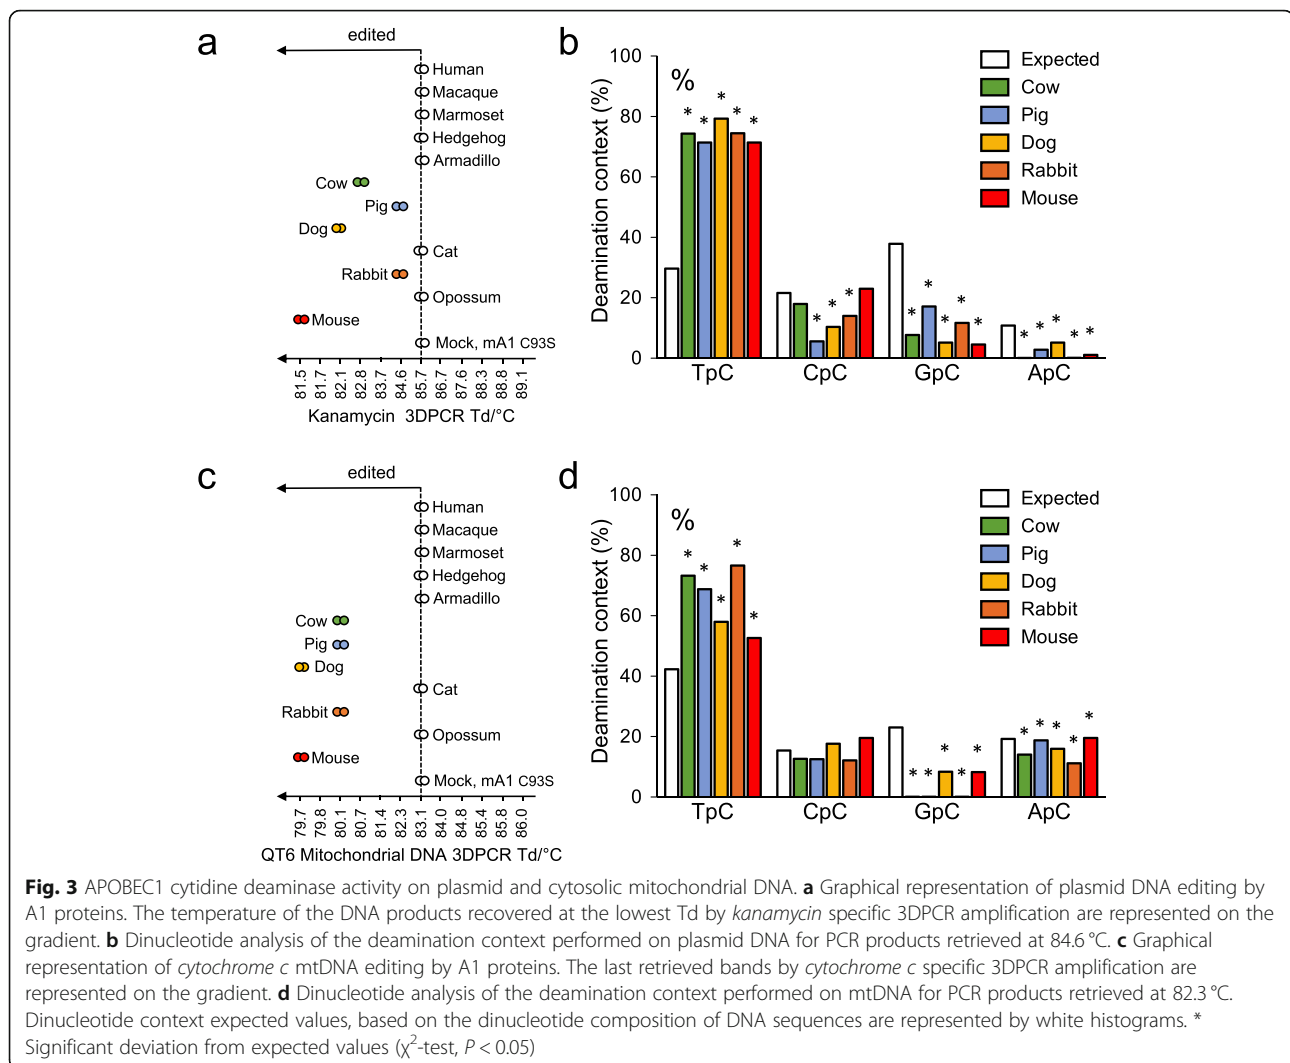 a
edited
Human
Macaque
Marmoset
Hedgehog
Armadillo
Cow
Pig
Dog
Cat
Rabbit
Opossum
Mouse
Mock, mA1 C93S
81.5 81.7 82.1 82.8 83.7 84.6 85.7 86.7 87.6 88.3 88.8 89.1
Kanamycin 3DPCR Td/°C
b
Deamination context (%)
100
80
60
40
20
0
%
* * * * *
* * *
* * * * *
* * * * *
TpC CpC GpC ApC
Expected
Cow
Pig
Dog
Rabbit
Mouse
c
edited
Human
Macaque
Marmoset
Hedgehog
Armadillo
Cow
Pig
Dog
Cat
Rabbit
Opossum
Mouse
Mock, mA1 C93S
79.7 79.8 80.1 80.7 81.4 82.3 83.1 84.0 84.8 85.4 85.8 86.0
QT6 Mitochondrial DNA 3DPCR Td/°C
d
Deamination context (%)
100
80
60
40
20
0
%
* * * * *
* * * * *
* * * * *
TpC CpC GpC ApC
Expected
Cow
Pig
Dog
Rabbit
Mouse
Fig. 3 APOBEC1 cytidine deaminase activity on plasmid and cytosolic mitochondrial DNA. a Graphical representation of plasmid DNA editing by
A1 proteins. The temperature of the DNA products recovered at the lowest Td by kanamycin specific 3DPCR amplification are represented on the
gradient. b Dinucleotide analysis of the deamination context performed on plasmid DNA for PCR products retrieved at 84.6 °C. c Graphical
representation of cytochrome c mtDNA editing by A1 proteins. The last retrieved bands by cytochrome c specific 3DPCR amplification are
represented on the gradient. d Dinucleotide analysis of the deamination context performed on mtDNA for PCR products retrieved at 82.3 °C.
Dinucleotide context expected values, based on the dinucleotide composition of DNA sequences are represented by white histograms. *
Significant deviation from expected values (χ²-test, P < 0.05)